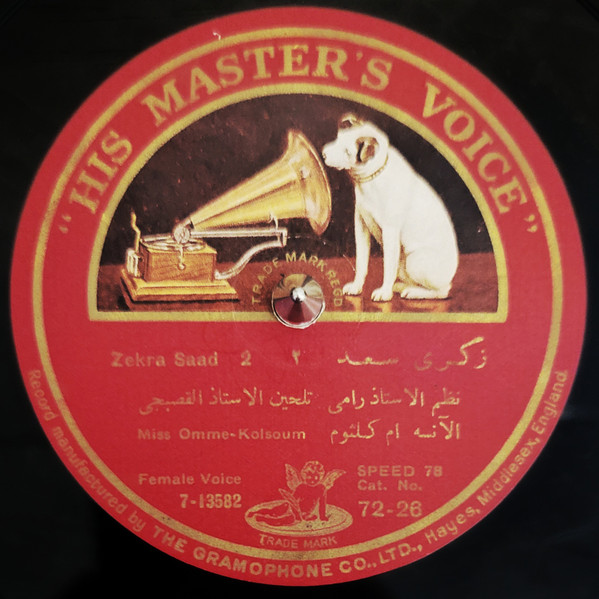 "HIS MASTER'S VOICE"
TRADE MARK REGD
Zekra Saad 2 ٢ زكرى سعد
نظم الاستاذ رامى تلحين الاستاذ القصبجى
Miss Omme-Kolsoum الآنسه ام كلثوم
Female Voice
7-13582
SPEED 78
Cat. No.
72-26
TRADE MARK
Record manufactured by THE GRAMOPHONE CO., LTD., Hayes, Middlesex, England.